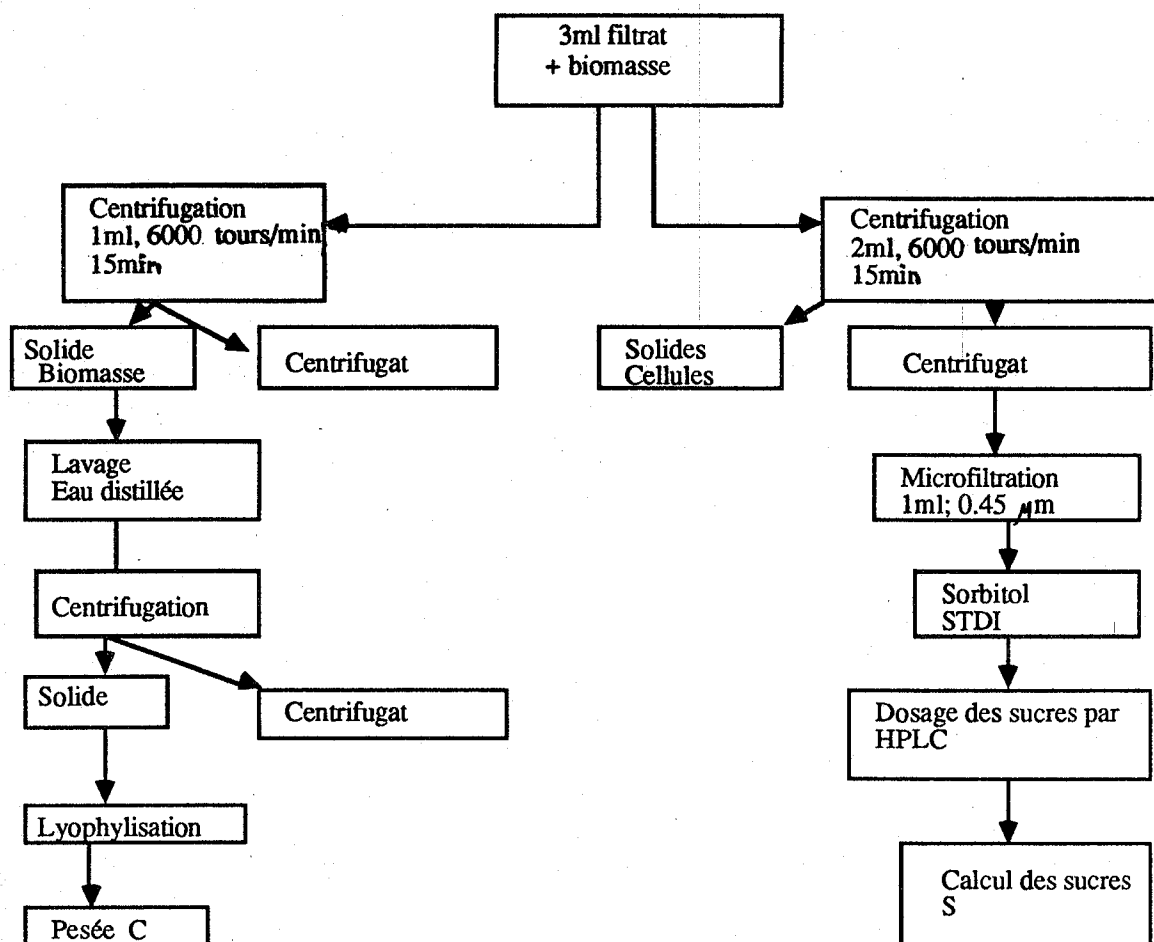 3ml filtrat
+ biomasse
Centrifugation
1ml, 6000 tours/min
15min
Centrifugation
2ml, 6000 tours/min
15min
Solide
Biomasse
Centrifugat
Solides
Cellules
Centrifugat
Lavage
Eau distillée
Microfiltration
1ml; 0.45 μm
Centrifugation
Sorbitol
STDI
Solide
Centrifugat
Dosage des sucres par
HPLC
Lyophylisation
Calcul des sucres
S
Pesée C